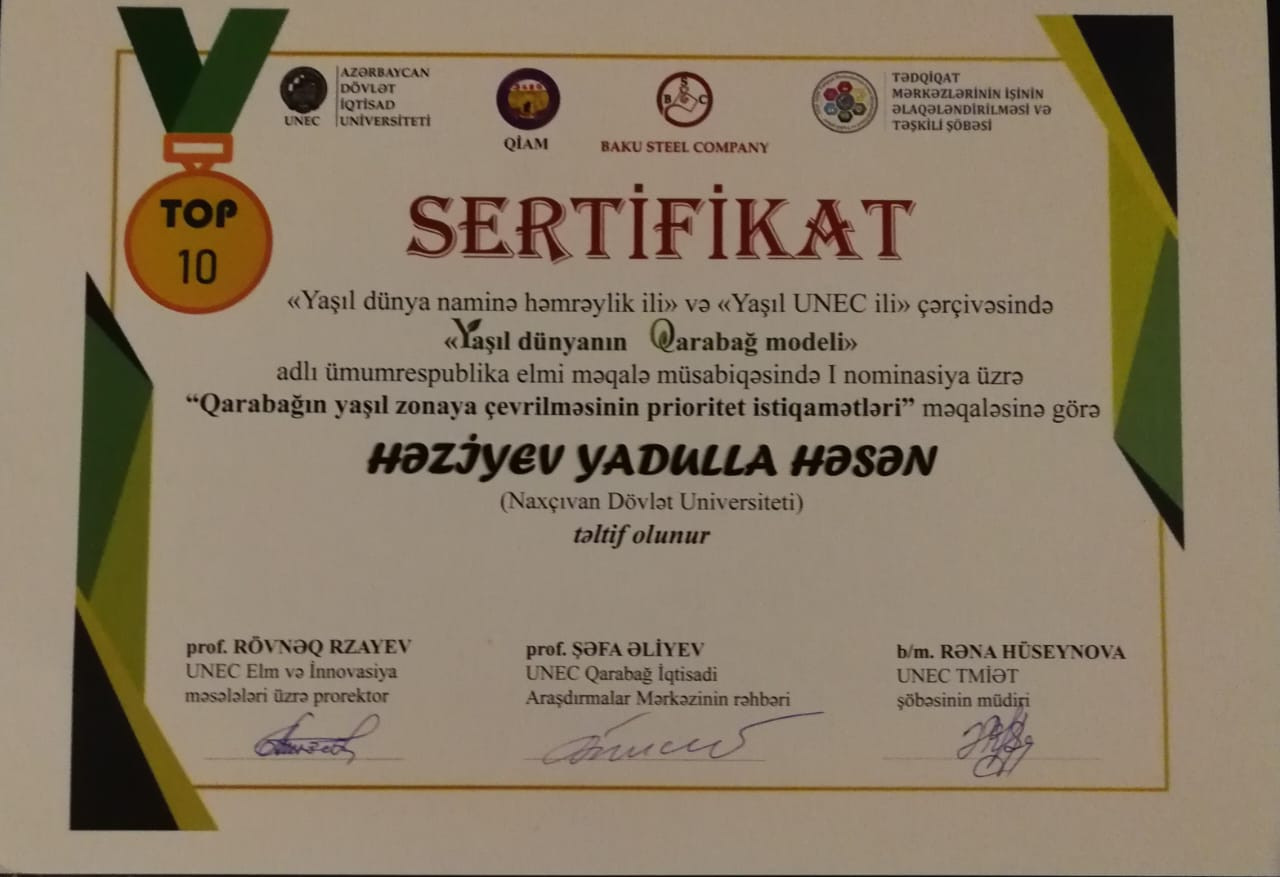 TOP
10
UNEC
AZƏRBAYCAN
DÖVLƏT
İQTİSAD
UNİVERSİTETİ
QİAM
B S C
BAKU STEEL COMPANY
TƏDQİQAT
MƏRKƏZLƏRİNİN İŞİNİN
ƏLAQƏLƏNDİRİLMƏSİ VƏ
TƏŞKİLİ ŞÖBƏSİ
SERTİFİKAT
«Yaşıl dünya naminə həmrəylik ili» və «Yaşıl UNEC ili» çərçivəsində
«Yaşıl dünyanın Qarabağ modeli»
adlı ümumrespublika elmi məqalə müsabiqəsində I nominasiya üzrə
“Qarabağın yaşıl zonaya çevrilməsinin prioritet istiqamətləri” məqaləsinə görə
HƏZİYEV YADULLA HƏSƏN
(Naxçıvan Dövlət Universiteti)
təltif olunur
prof. RÖVNƏQ RZAYEV
UNEC Elm və İnnovasiya
məsələləri üzrə prorektor
prof. ŞƏFA ƏLİYEV
UNEC Qarabağ İqtisadi
Araşdırmalar Mərkəzinin rəhbəri
b/m. RƏNA HÜSEYNOVA
UNEC TMİƏT
şöbəsinin müdiri